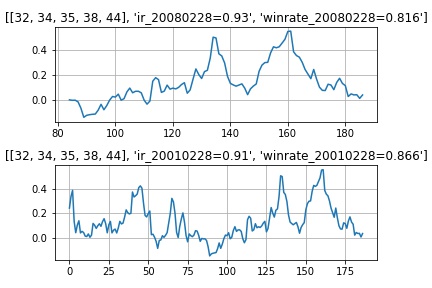 [[32, 34, 35, 38, 44], 'ir_20080228=0.93', 'winrate_20080228=0.816']
0.4
0.2
0.0
80 100 120 140 160 180
[[32, 34, 35, 38, 44], 'ir_20010228=0.91', 'winrate_20010228=0.866']
0.4
0.2
0.0
0 25 50 75 100 125 150 175